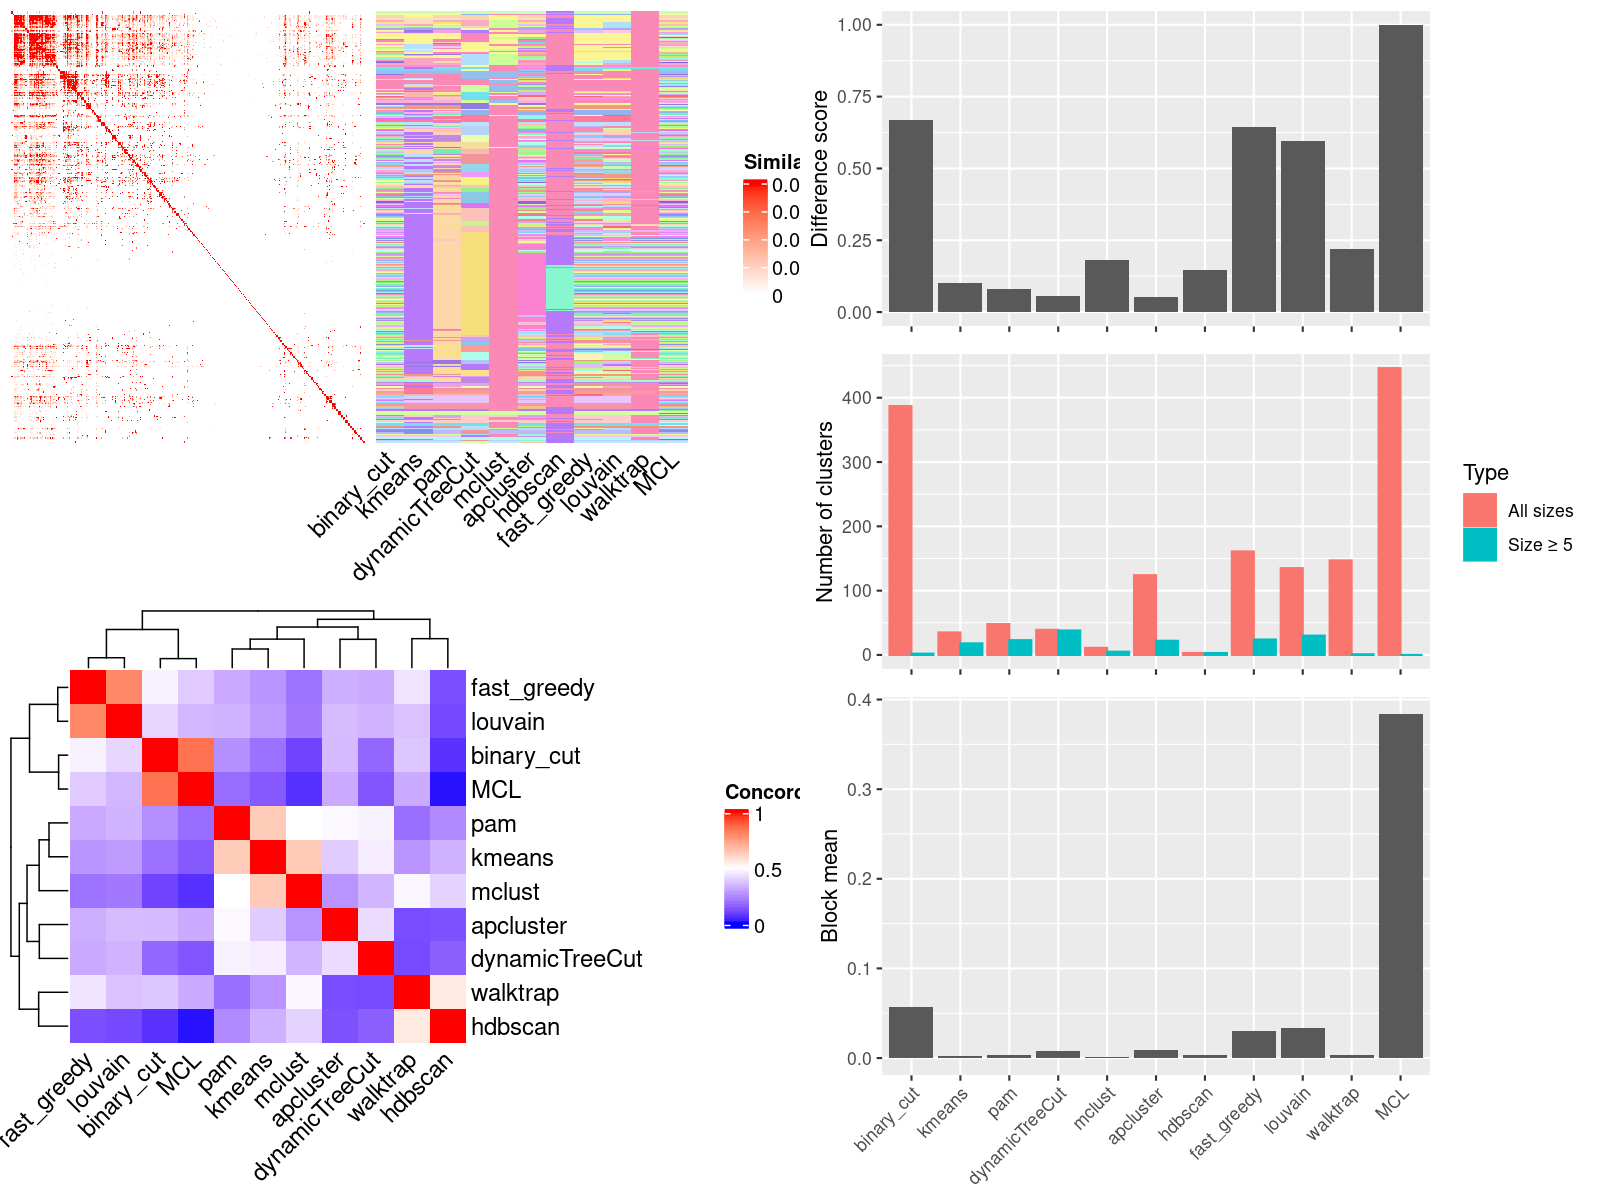 Simila
0.0
0.0
0.0
0.0
0
binary_cut
kmeans
pam
dynamicTreeCut
mclust
apcluster
hdbscan
fast_greedy
louvain
walktrap
MCL
fast_greedy
louvain
binary_cut
MCL
pam
kmeans
mclust
apcluster
dynamicTreeCut
walktrap
hdbscan
fast_greedy
louvain
binary_cut
MCL
pam
kmeans
mclust
apcluster
dynamicTreeCut
walktrap
hdbscan
Concord
1
0.5
0
Difference score
1.00
0.75
0.50
0.25
0.00
Number of clusters
400
300
200
100
0
Type
All sizes
Size ≥ 5
Block mean
0.4
0.3
0.2
0.1
0.0
binary_cut
kmeans
pam
dynamicTreeCut
mclust
apcluster
hdbscan
fast_greedy
louvain
walktrap
MCL